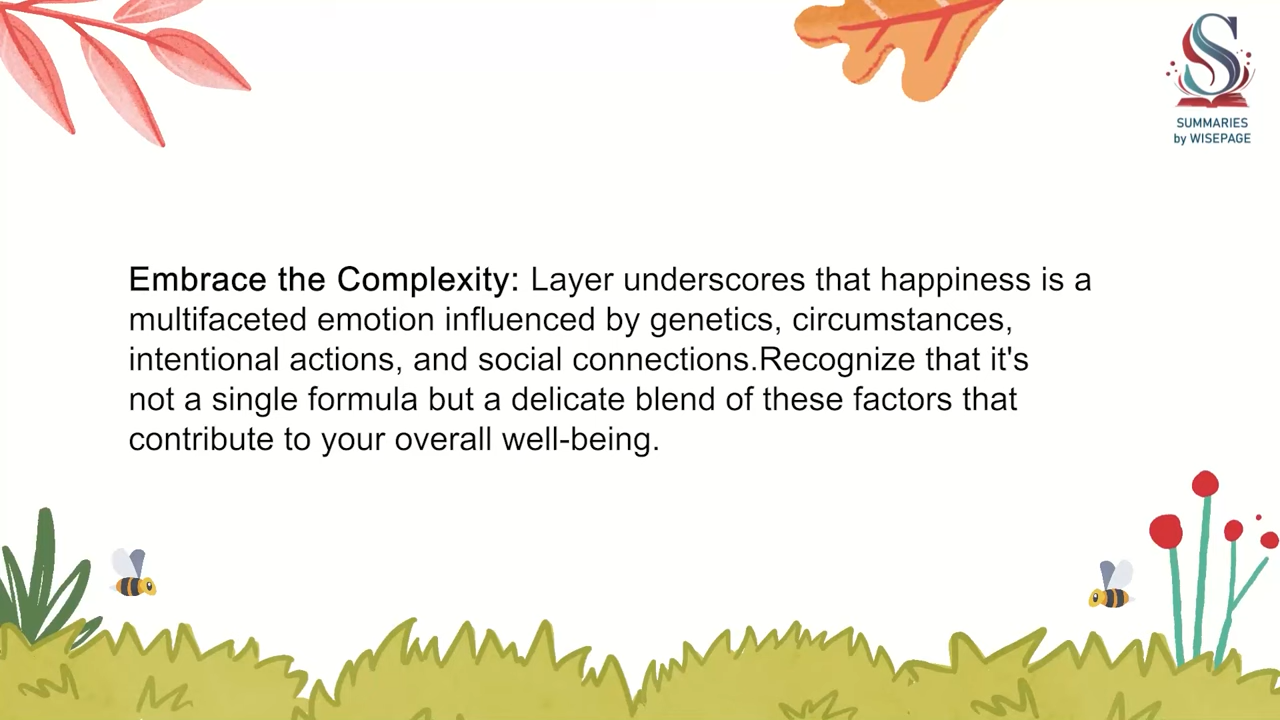 SUMMARIES
by WISEPAGE
Embrace the Complexity: Layer underscores that happiness is a
multifaceted emotion influenced by genetics, circumstances,
intentional actions, and social connections.Recognize that it's
not a single formula but a delicate blend of these factors that
contribute to your overall well-being.